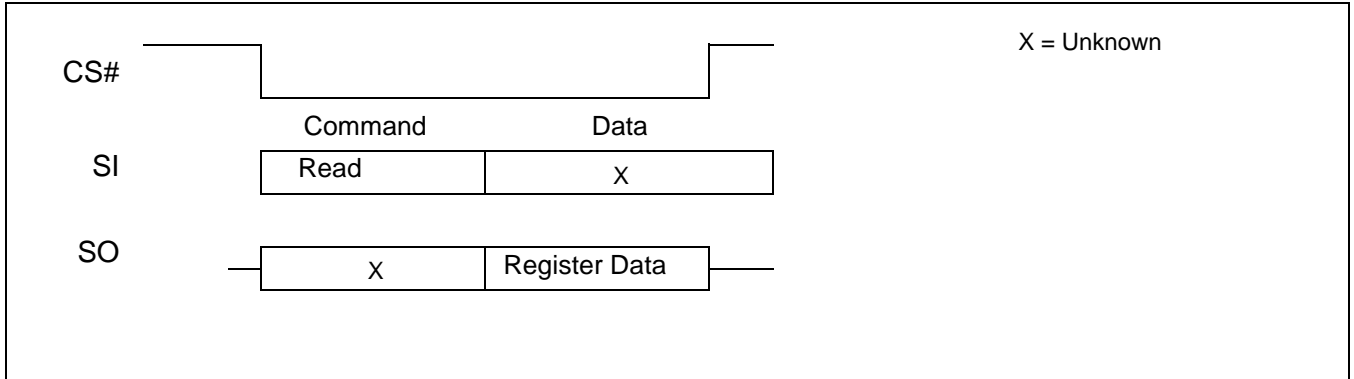 X = Unknown
CS#
Command Data
SI Read X
SO X Register Data